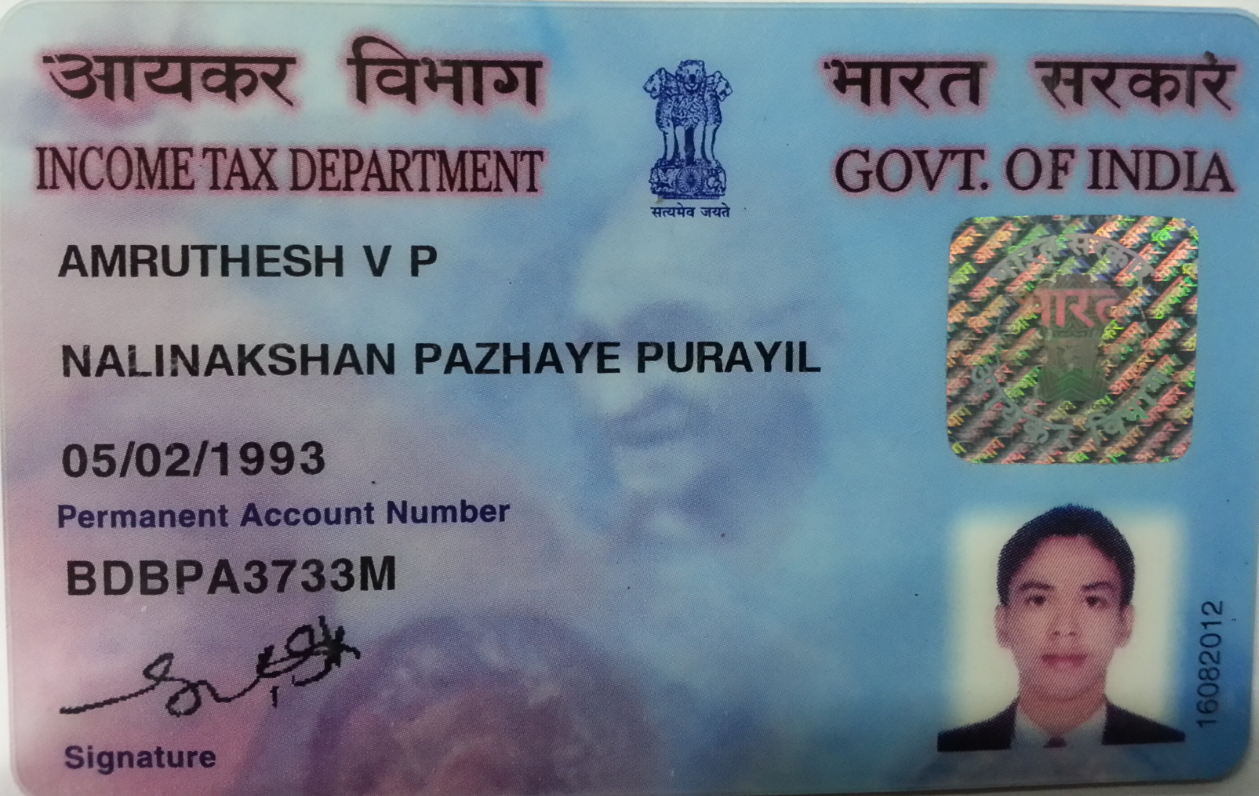 आयकर विभाग
भारत सरकार
INCOME TAX DEPARTMENT
GOVT. OF INDIA
सत्यमेव जयते
AMRUTHESH V P
NALINAKSHAN PAZHAYE PURAYIL
05/02/1993
Permanent Account Number
BDBPA3733M
Signature
भारत
16082012